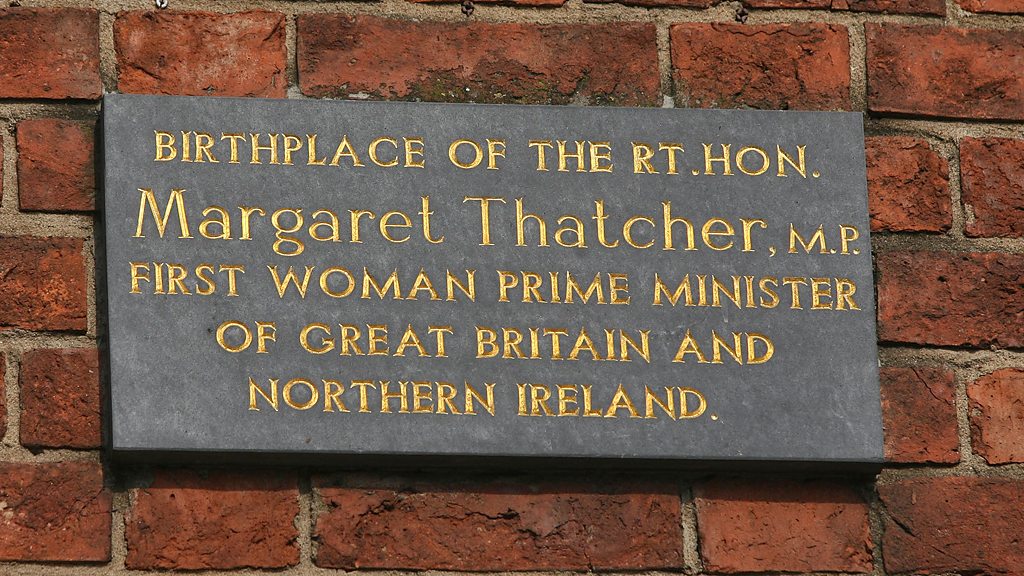 BIRTHPLACE OF THE RT.HON.
Margaret Thatcher, M.P.
FIRST WOMAN PRIME MINISTER
OF GREAT BRITAIN AND
NORTHERN IRELAND.